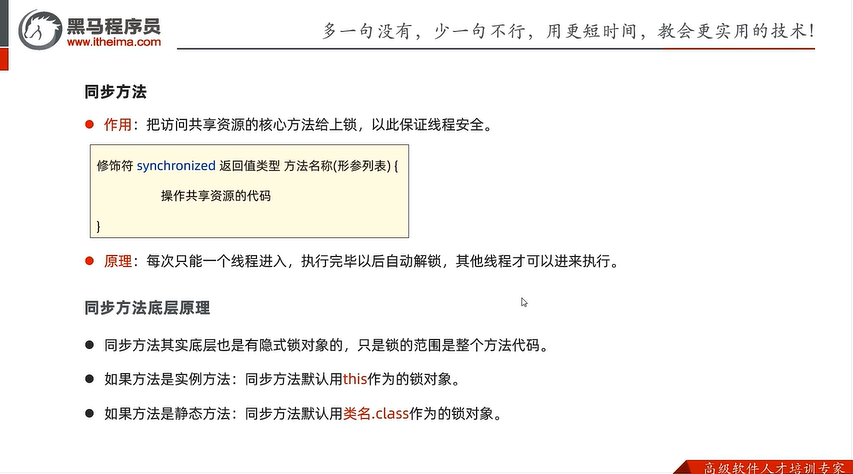 黑马程序员
www.itheima.com
多一句没有，少一句不行，用更短时间，教会更实用的技术！
同步方法
作用：把访问共享资源的核心方法给上锁，以此保证线程安全。
修饰符 synchronized 返回值类型 方法名称(形参列表) {
操作共享资源的代码
}
原理：每次只能一个线程进入，执行完毕以后自动解锁，其他线程才可以进来执行。
同步方法底层原理
同步方法其实底层也是有隐式锁对象的，只是锁的范围是整个方法代码。
如果方法是实例方法：同步方法默认用this作为的锁对象。
如果方法是静态方法：同步方法默认用类名.class作为的锁对象。
高级软件人才培训专家